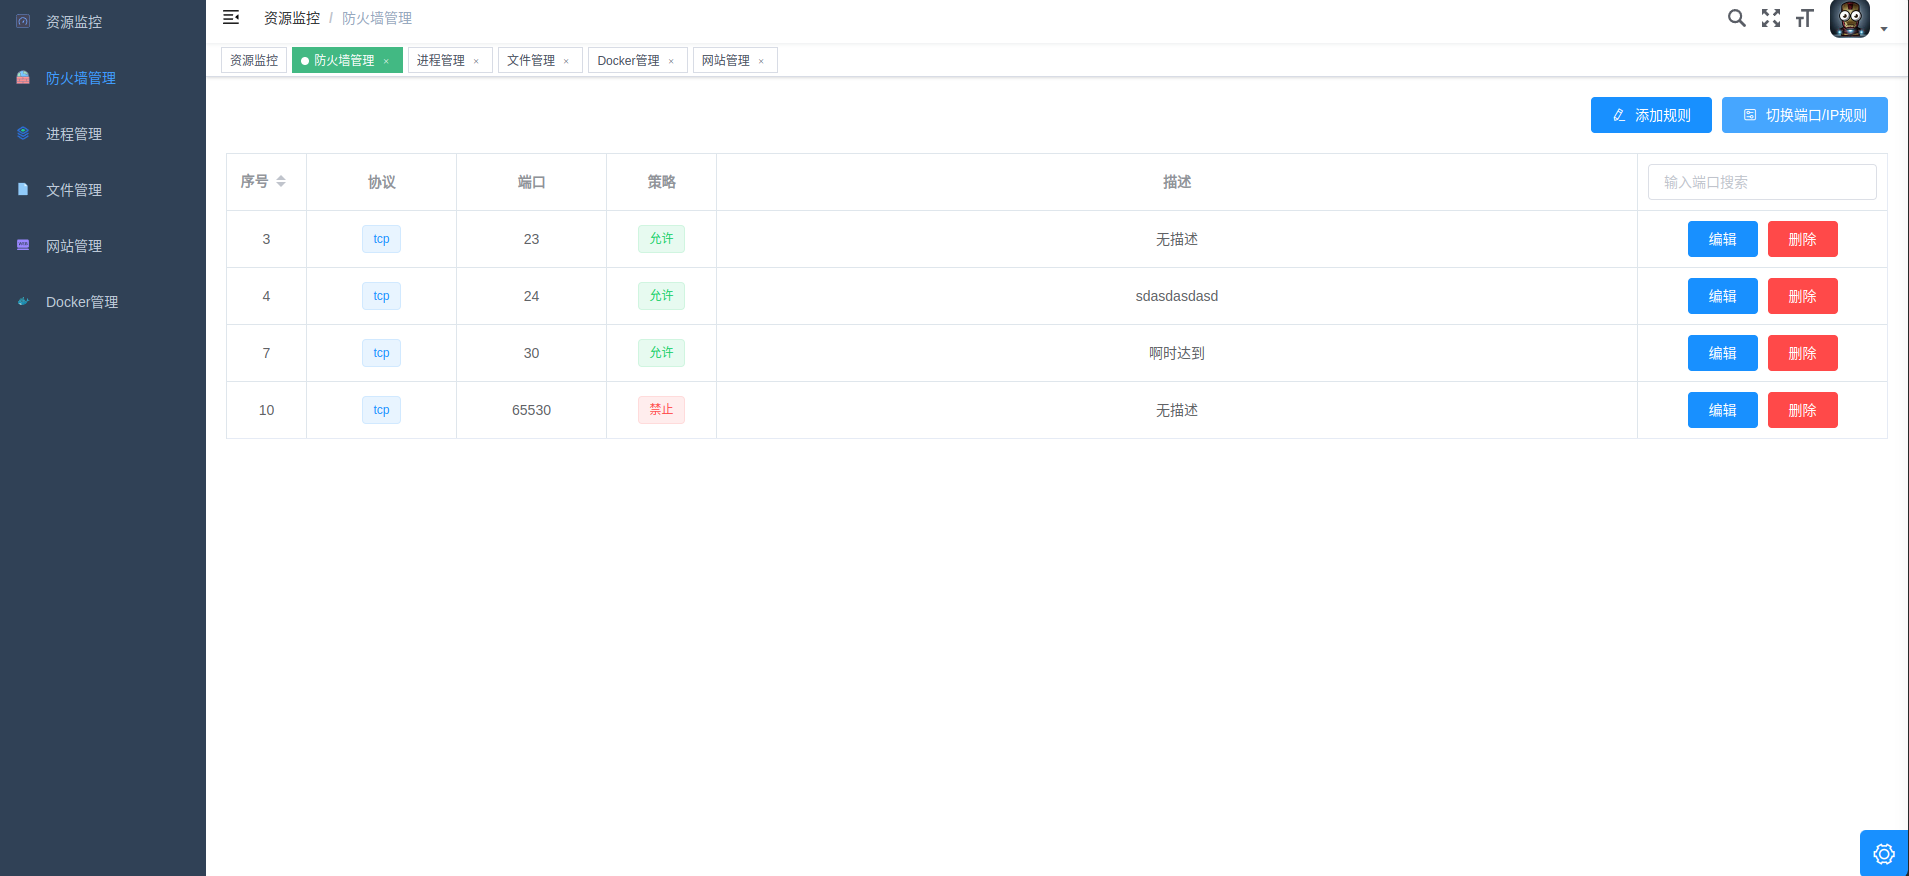 资源监控
防火墙管理
进程管理
文件管理
网站管理
Docker管理
资源监控 / 防火墙管理
资源监控 防火墙管理 × 进程管理 × 文件管理 × Docker管理 × 网站管理 ×
添加规则 切换端口/IP规则
序号 协议 端口 策略 描述 输入端口搜索
3 tcp 23 允许 无描述 编辑 删除
4 tcp 24 允许 sdasdasdasd 编辑 删除
7 tcp 30 允许 啊时达到 编辑 删除
10 tcp 65530 禁止 无描述 编辑 删除